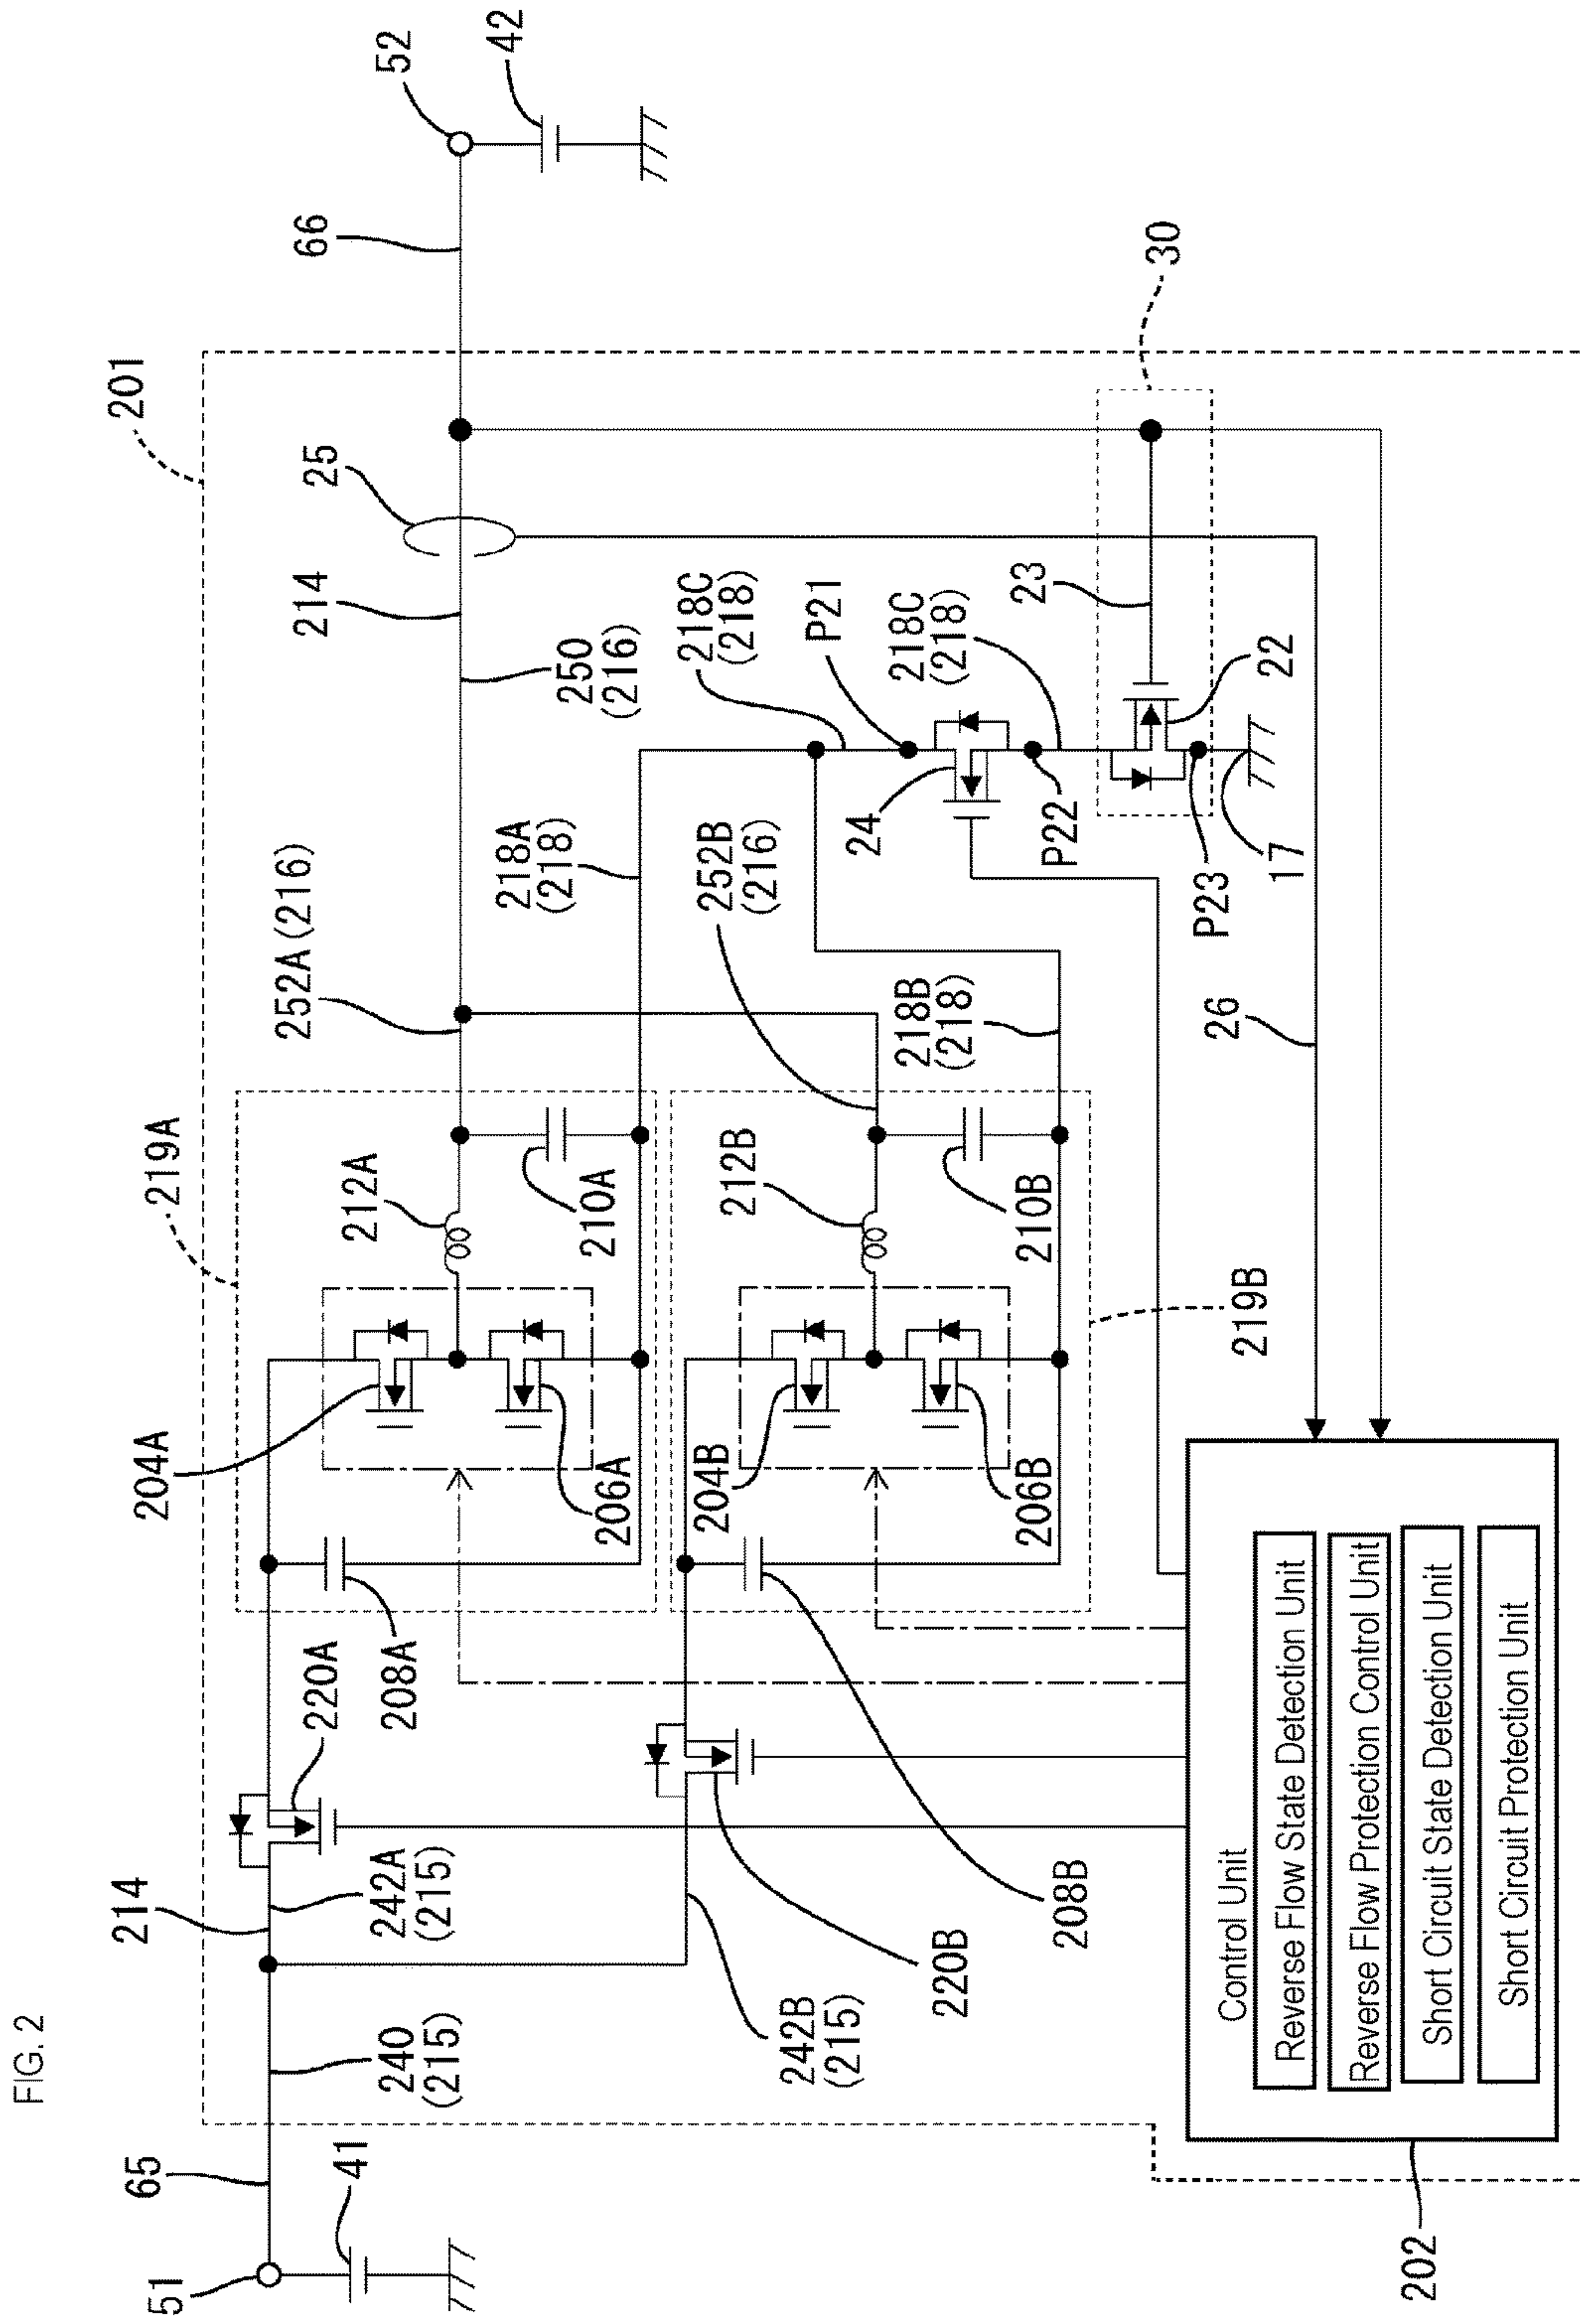 FIG. 2
201
52
42
66
25
214
30
250
(216)
218C
(218)
P21
218C
(218)
23
22
24
P22
P23
17
252A (216)
218A
(218)
252B
(216)
218B
(218)
26
219A
212A
210A
212B
210B
219B
204A
206A
204B
206B
220A
208A
214
242A
(215)
208B
220B
242B
(215)
240
(215)
65
41
51
202
Control Unit
Reverse Flow State Detection Unit
Reverse Flow Protection Control Unit
Short Circuit State Detection Unit
Short Circuit Protection Unit